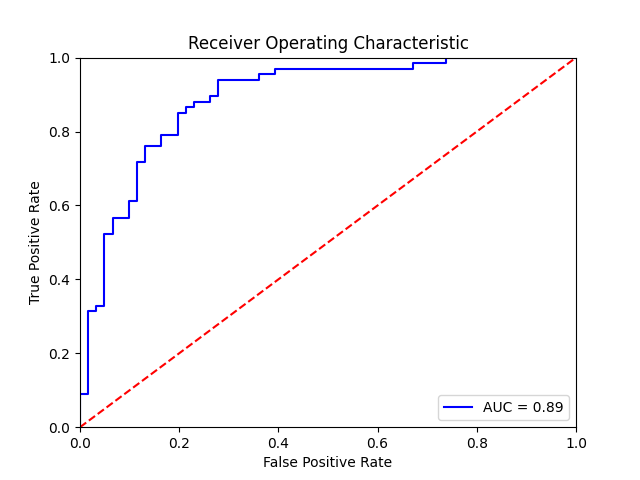 Receiver Operating Characteristic
1.0
0.8
0.6
0.4
0.2
0.0
True Positive Rate
AUC = 0.89
0.0 0.2 0.4 0.6 0.8 1.0
False Positive Rate